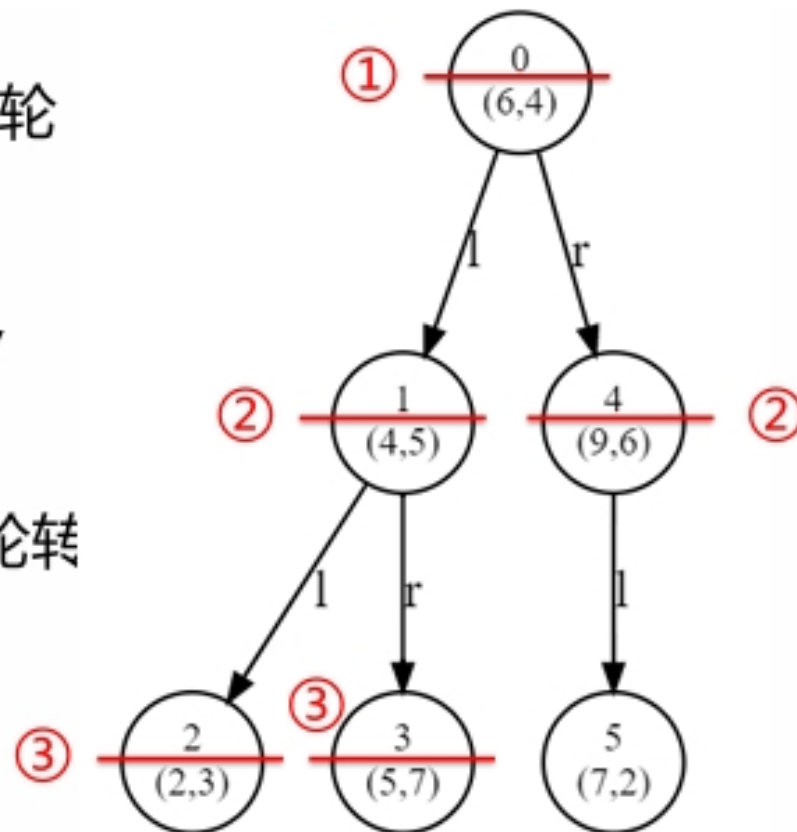 轮
① 0
(6,4)
l r
② 1 4 ②
(4,5) (9,6)
轮转
l r l
③
③ 2 3 5
(2,3) (5,7) (7,2)